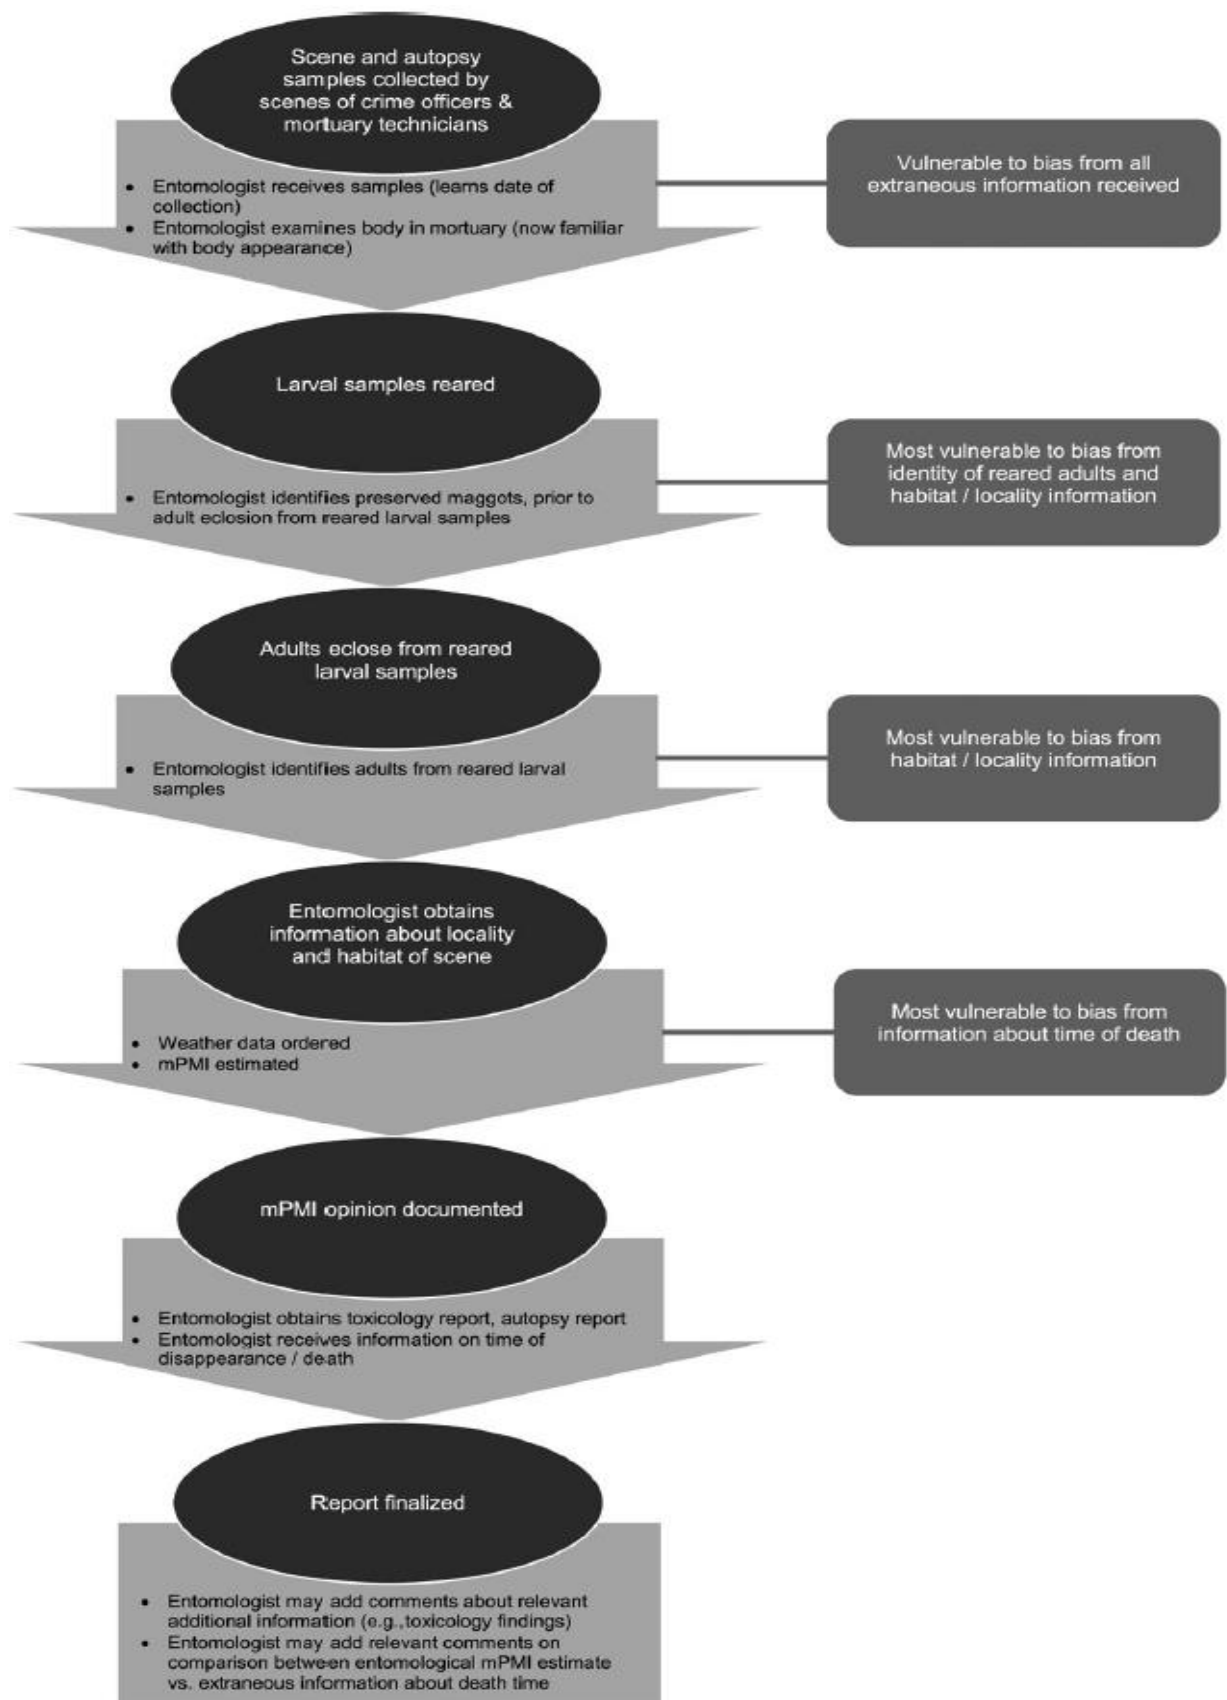 Scene and autopsy
samples collected by
scenes of crime officers &
mortuary technicians
• Entomologist receives samples (learns date of
collection)
• Entomologist examines body in mortuary (now familiar
with body appearance)
Vulnerable to bias from all
extraneous information received
Larval samples reared
• Entomologist identifies preserved maggots, prior to
adult eclosion from reared larval samples
Most vulnerable to bias from
identity of reared adults and
habitat / locality information
Adults eclose from reared
larval samples
• Entomologist identifies adults from reared larval
samples
Most vulnerable to bias from
habitat / locality information
Entomologist obtains
information about locality
and habitat of scene
• Weather data ordered
• mPMI estimated
Most vulnerable to bias from
information about time of death
mPMI opinion documented
• Entomologist obtains toxicology report, autopsy report
• Entomologist receives information on time of
disappearance / death
Report finalized
• Entomologist may add comments about relevant
additional information (e.g.,toxicology findings)
• Entomologist may add relevant comments on
comparison between entomological mPMI estimate
vs. extraneous information about death time